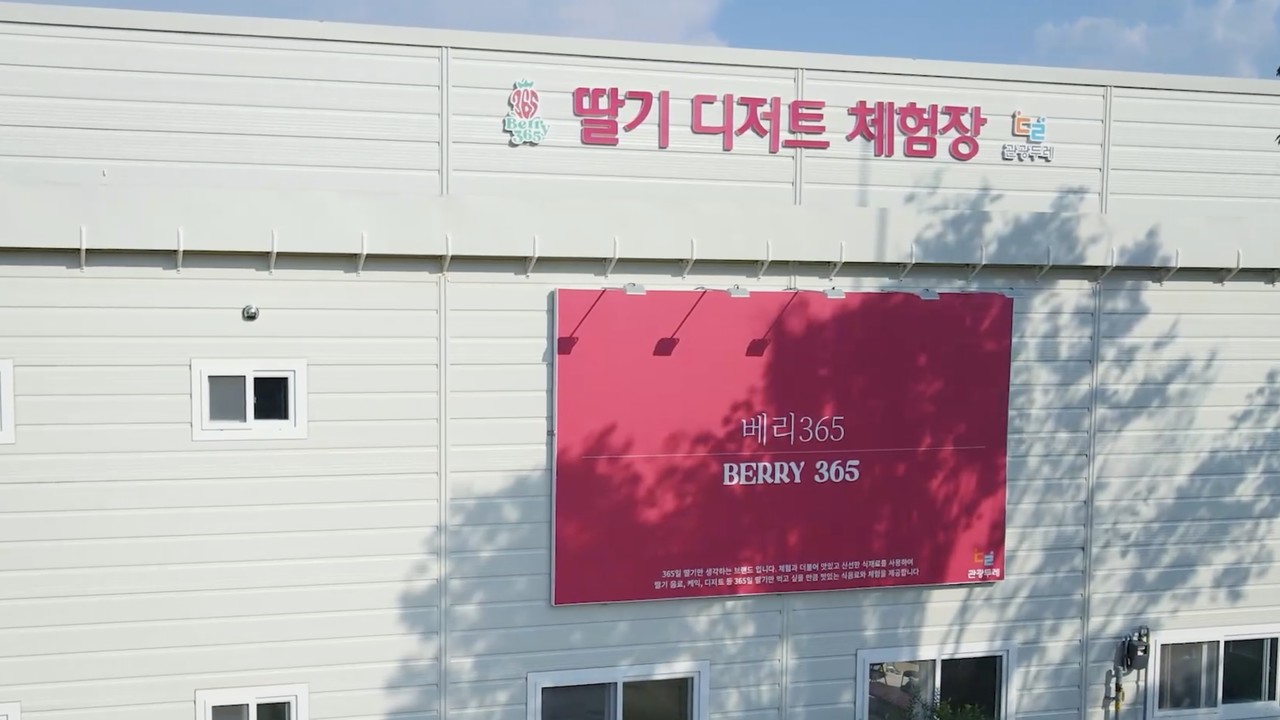 365
Berry
365
딸기 디저트 체험장
관광두레
베리365
BERRY 365
365일 딸기만 생각하는 브랜드 입니다. 체험과 더불어 맛있고 신선한 식재료를 사용하여
딸기 음료, 케익, 디저트 등 365일 딸기만 먹고 싶을 만큼 맛있는 식음료와 체험을 제공합니다
관광두레